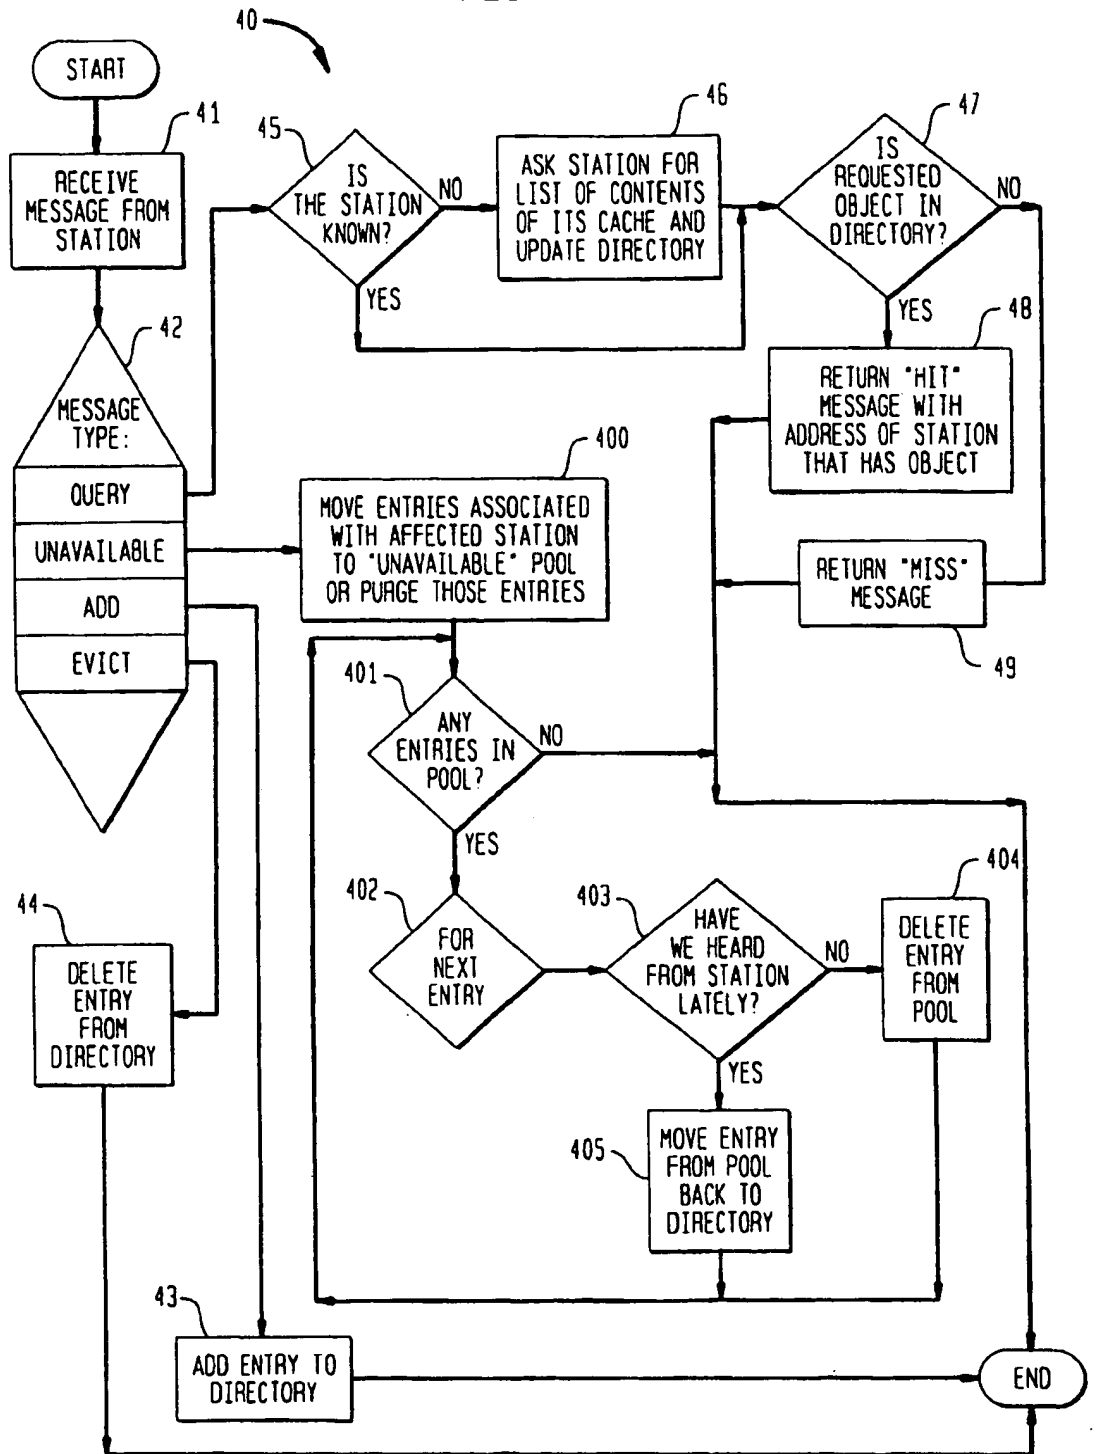 40
START
41
RECEIVE
MESSAGE FROM
STATION
42
MESSAGE
TYPE:
QUERY
UNAVAILABLE
ADD
EVICT
45
IS
THE STATION
KNOWN?
NO
YES
46
ASK STATION FOR
LIST OF CONTENTS
OF ITS CACHE AND
UPDATE DIRECTORY
47
IS
REQUESTED
OBJECT IN
DIRECTORY?
NO
YES
48
RETURN "HIT"
MESSAGE WITH
ADDRESS OF STATION
THAT HAS OBJECT
RETURN "MISS"
MESSAGE
49
400
MOVE ENTRIES ASSOCIATED
WITH AFFECTED STATION
TO "UNAVAILABLE" POOL
OR PURGE THOSE ENTRIES
401
ANY
ENTRIES IN
POOL?
NO
YES
402
FOR
NEXT
ENTRY
403
HAVE
WE HEARD
FROM STATION
LATELY?
NO
YES
404
DELETE
ENTRY
FROM
POOL
405
MOVE ENTRY
FROM POOL
BACK TO
DIRECTORY
44
DELETE
ENTRY
FROM
DIRECTORY
43
ADD ENTRY TO
DIRECTORY
END